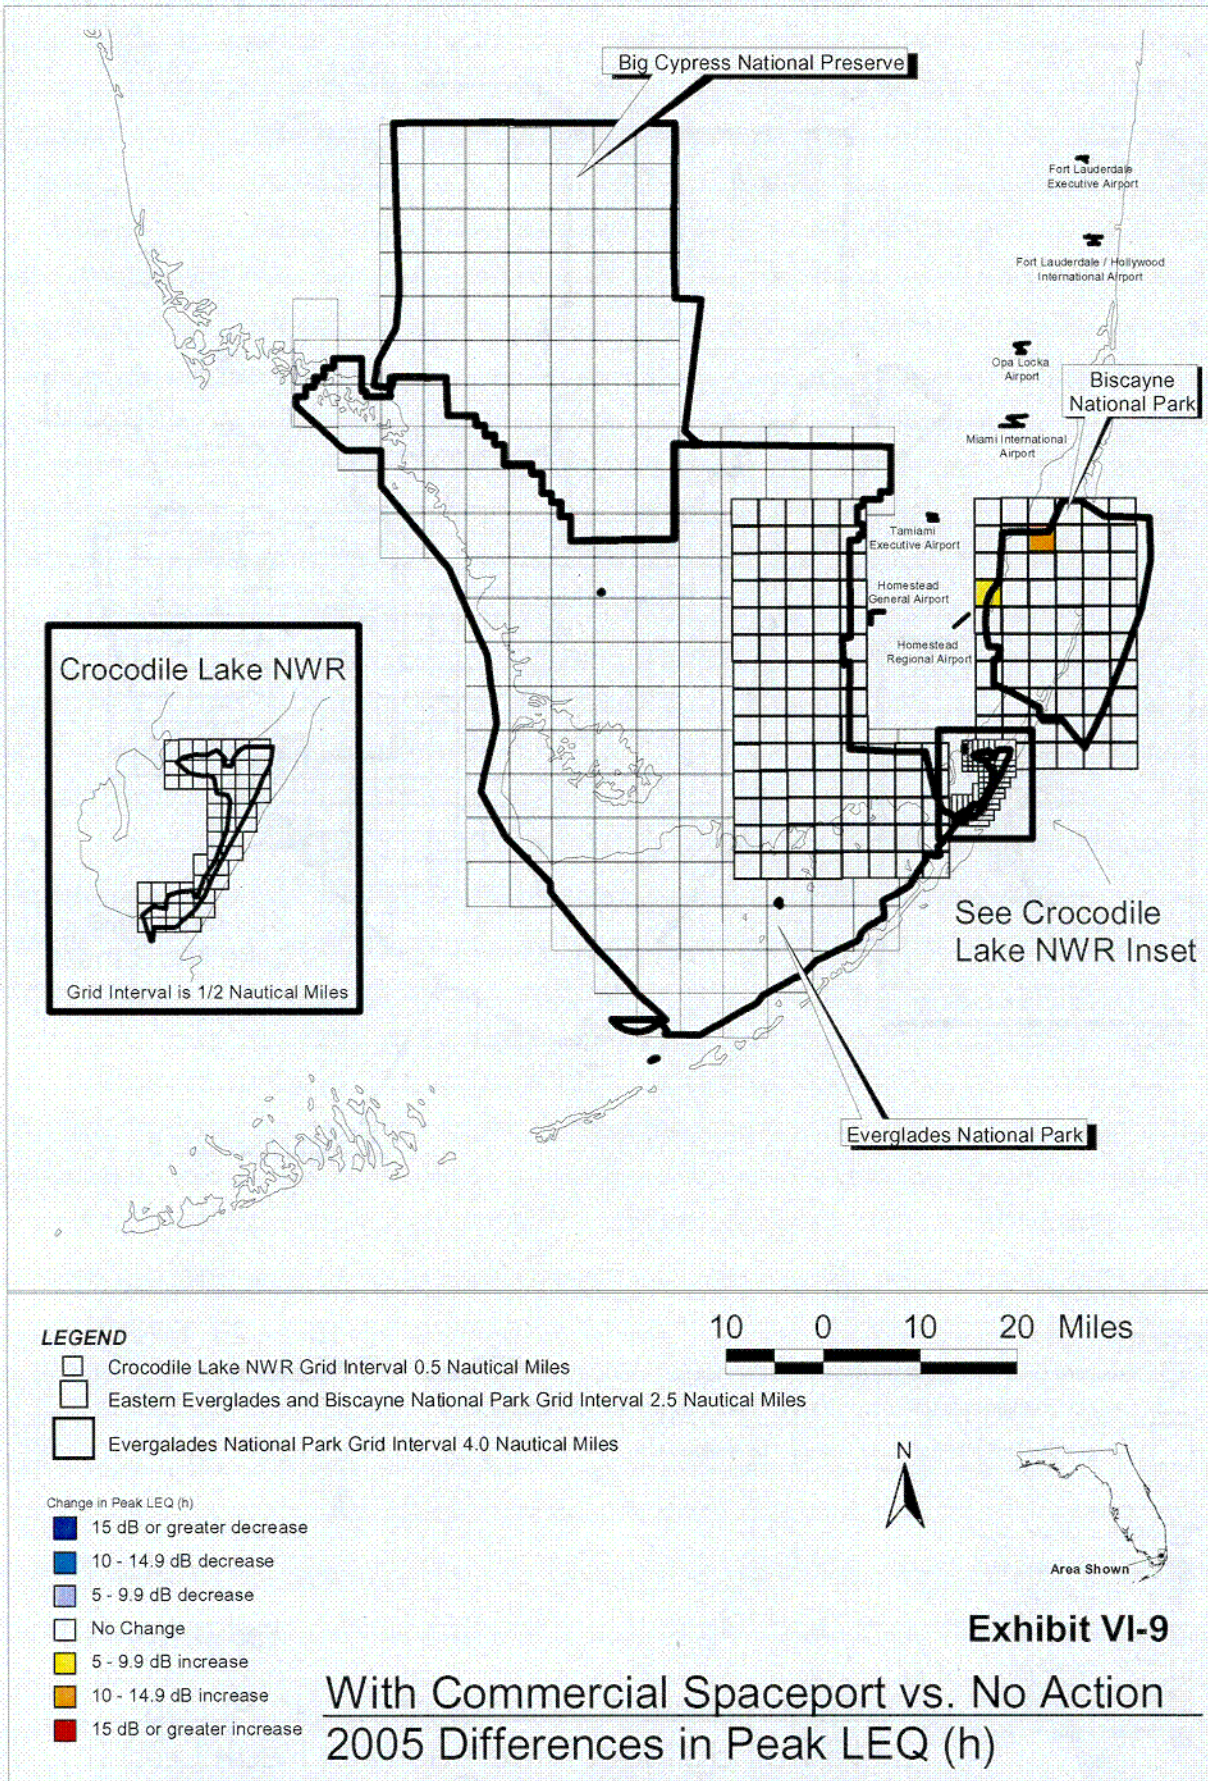 Big Cypress National Preserve
Fort Lauderdale
Executive Airport
Fort Lauderdale / Hollywood
International Airport
Opa Locka
Airport
Biscayne
National Park
Miami International
Airport
Tamiami
Executive Airport
Homestead
General Airport
Homestead
Regional Airport
Crocodile Lake NWR
Grid Interval is 1/2 Nautical Miles
See Crocodile
Lake NWR Inset
Everglades National Park
LEGEND
Crocodile Lake NWR Grid Interval 0.5 Nautical Miles
Eastern Everglades and Biscayne National Park Grid Interval 2.5 Nautical Miles
Evergalades National Park Grid Interval 4.0 Nautical Miles
10 0 10 20 Miles
N
Area Shown
Change in Peak LEQ (h)
15 dB or greater decrease
10 - 14.9 dB decrease
5 - 9.9 dB decrease
No Change
5 - 9.9 dB increase
10 - 14.9 dB increase
15 dB or greater increase
Exhibit VI-9
With Commercial Spaceport vs. No Action
2005 Differences in Peak LEQ (h)